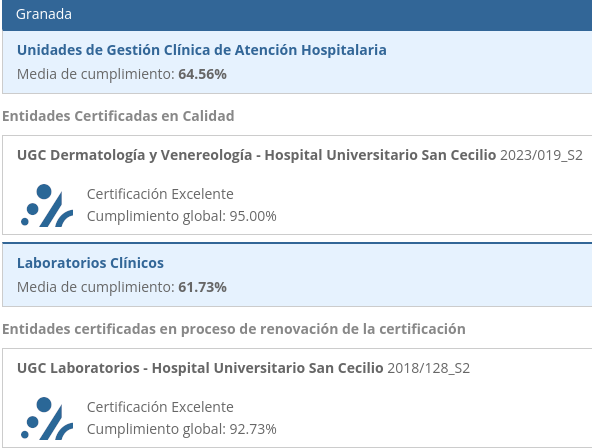 Granada
Unidades de Gestión Clínica de Atención Hospitalaria
Media de cumplimiento: 64.56%
Entidades Certificadas en Calidad
UGC Dermatología y Venereología - Hospital Universitario San Cecilio 2023/019_S2
Certificación Excelente
Cumplimiento global: 95.00%
Laboratorios Clínicos
Media de cumplimiento: 61.73%
Entidades certificadas en proceso de renovación de la certificación
UGC Laboratorios - Hospital Universitario San Cecilio 2018/128_S2
Certificación Excelente
Cumplimiento global: 92.73%